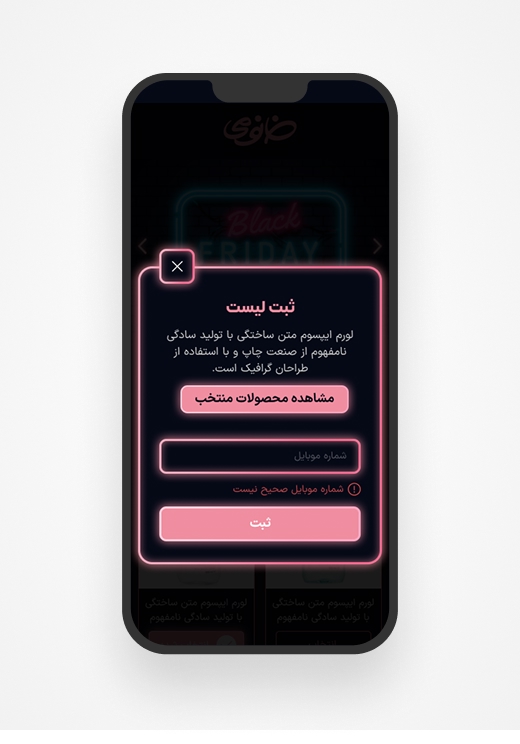 خانومی
Black
FRIDAY
ثبت لیست
لورم ایپسوم متن ساختگی با تولید سادگی
نامفهوم از صنعت چاپ و با استفاده از
طراحان گرافیک است.
مشاهده محصولات منتخب
شماره موبایل
شماره موبایل صحیح نیست
ثبت
لورم ایپسوم متن ساختگی
با تولید سادگی نامفهوم
لورم ایپسوم متن ساختگی
با تولید سادگی نامفهوم